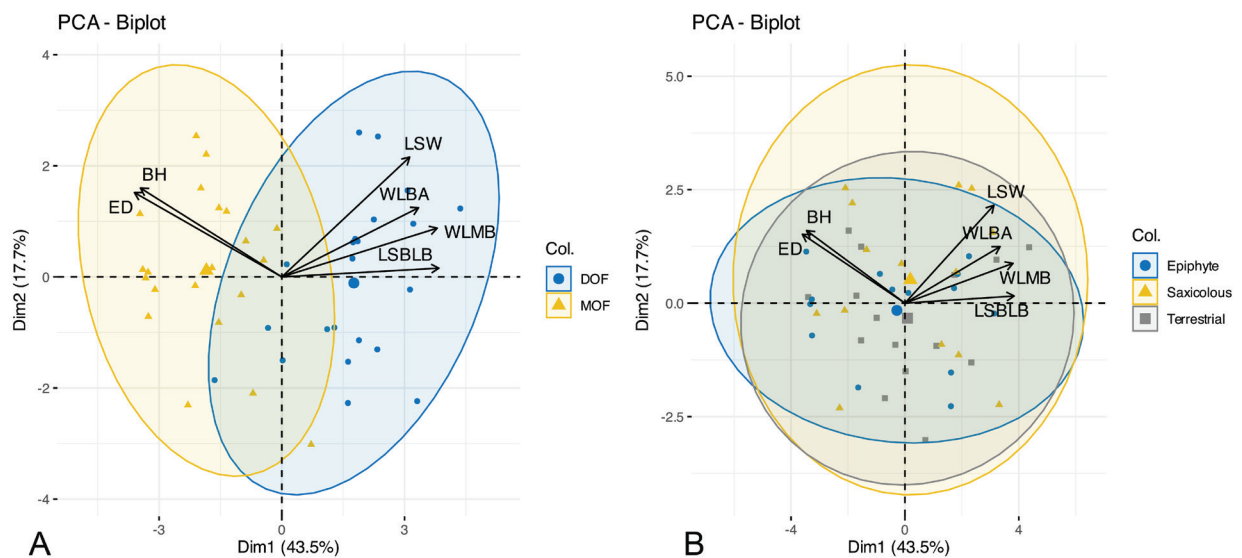 PCA - Biplot
4
2
0
-2
-4
Dim2 (17.7%)
-3
0
3
Dim1 (43.5%)
BH
ED
LSW
WLBA
WLMB
LSBLB
Col.
DOF
MOF
A
PCA - Biplot
5.0
2.5
0.0
-2.5
Dim2 (17.7%)
-4
0
4
Dim1 (43.5%)
BH
ED
LSW
WLBA
WLMB
LSBLB
Col.
Epiphyte
Saxicolous
Terrestrial
B